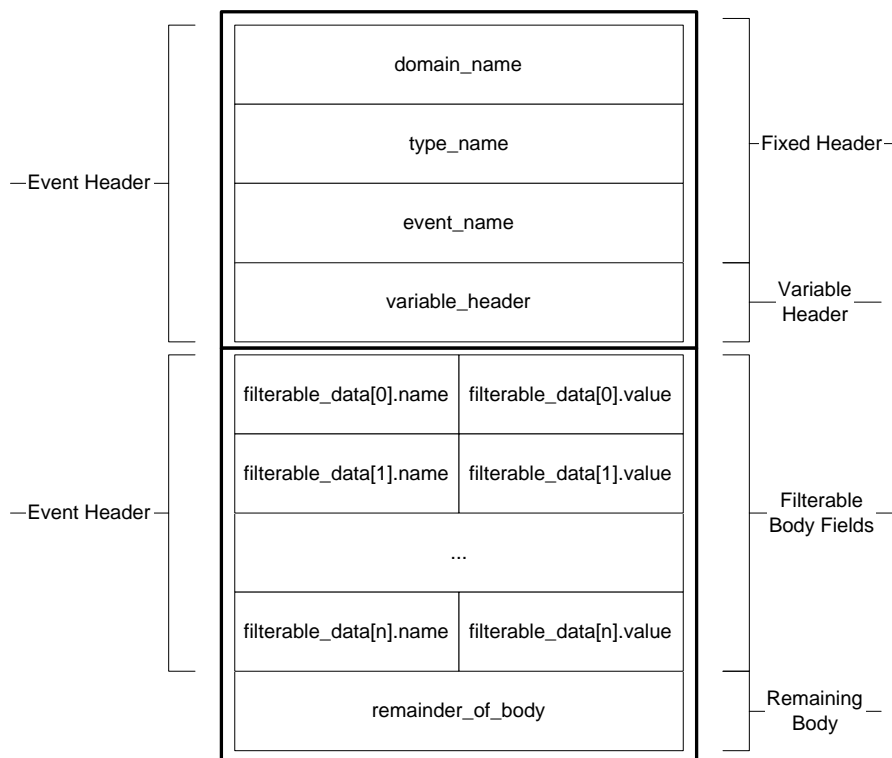 domain_name
type_name
Fixed Header
Event Header
event_name
variable_header
Variable
Header
filterable_data[0].name
filterable_data[0].value
filterable_data[1].name
filterable_data[1].value
Event Header
Filterable
Body Fields
...
filterable_data[n].name
filterable_data[n].value
remainder_of_body
Remaining
Body